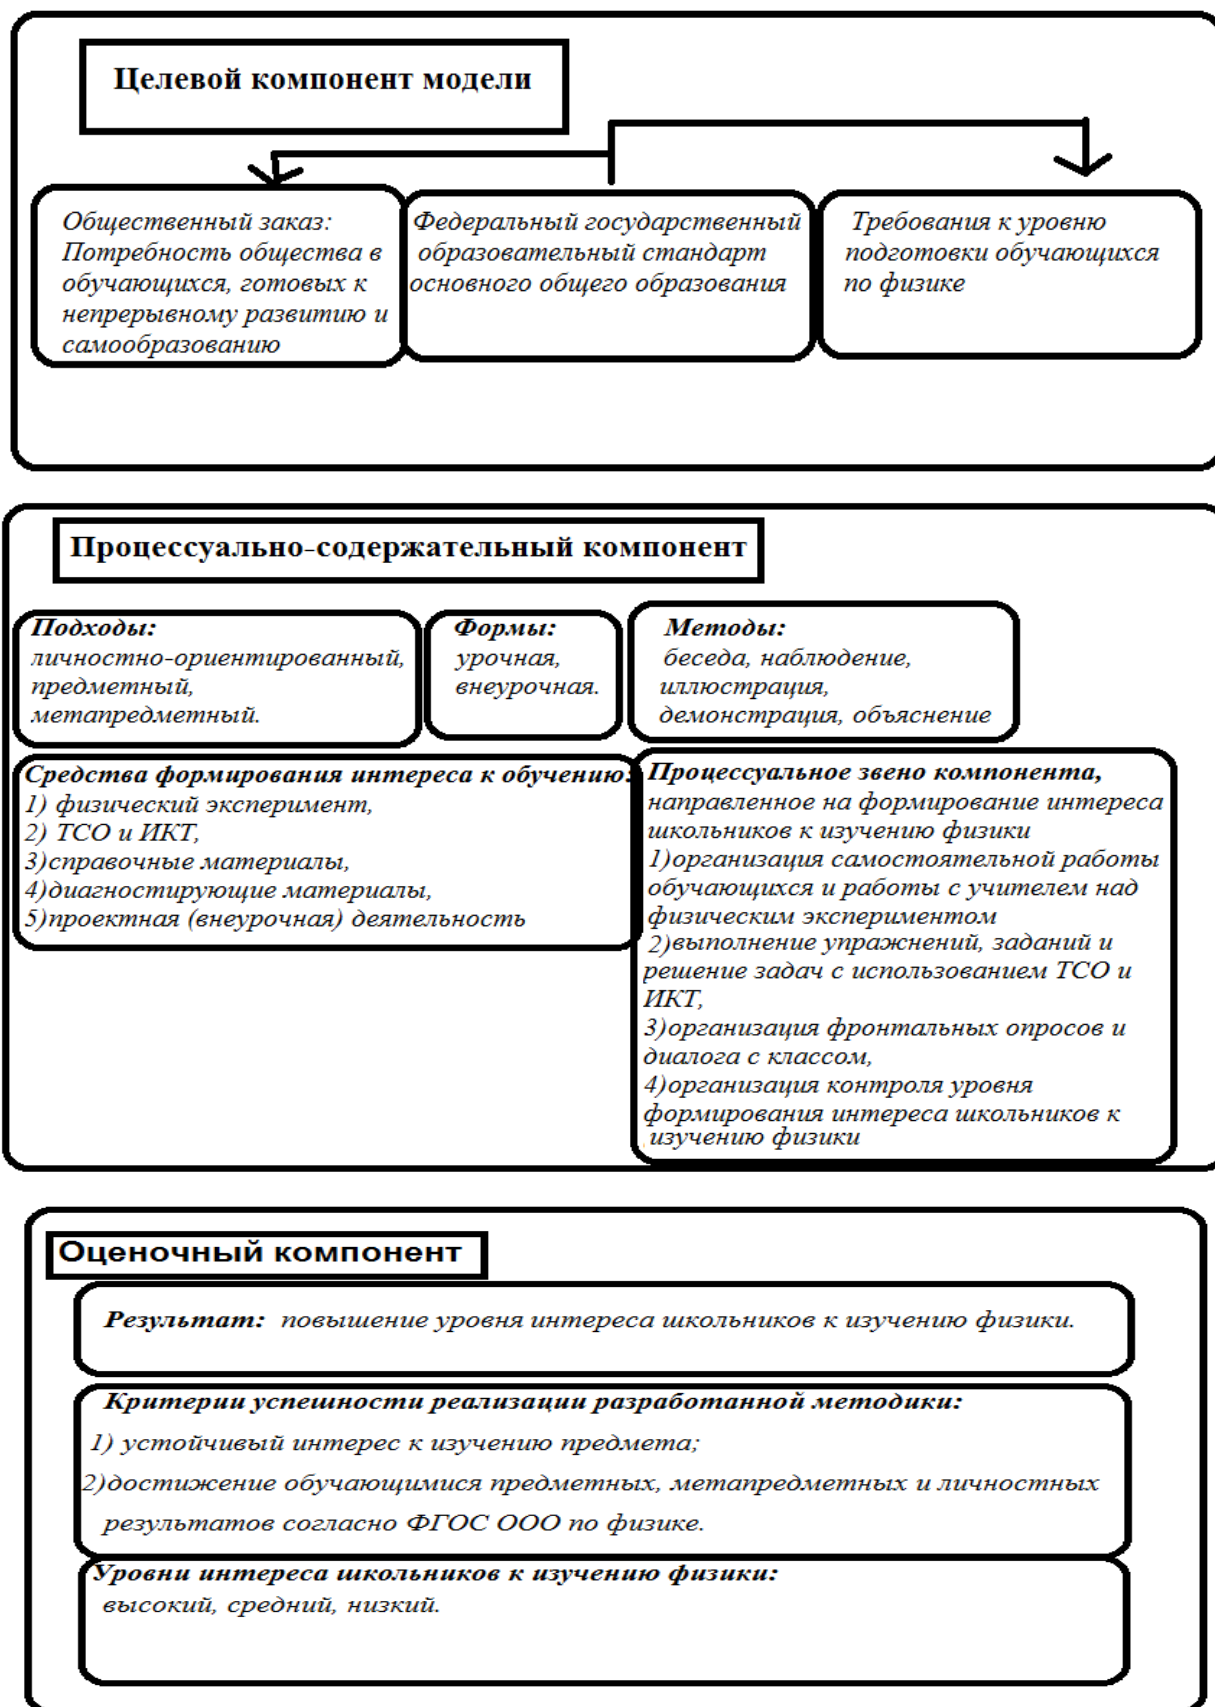 Целевой компонент модели
Общественный заказ:
Потребность общества в
обучающихся, готовых к
непрерывному развитию и
самообразованию
Федеральный государственный
образовательный стандарт
основного общего образования
Требования к уровню
подготовки обучающихся
по физике
Процессуально-содержательный компонент
Подходы:
личностно-ориентированный,
предметный,
метапредметный.
Формы:
урочная,
внеурочная.
Методы:
беседа, наблюдение,
иллюстрация,
демонстрация, объяснение
Средства формирования интереса к обучению:
1) физический эксперимент,
2) ТСО и ИКТ,
3)справочные материалы,
4)диагностирующие материалы,
5)проектная (внеурочная) деятельность
Процессуальное звено компонента,
направленное на формирование интереса
школьников к изучению физики
1)организация самостоятельной работы
обучающихся и работы с учителем над
физическим экспериментом
2)выполнение упражнений, заданий и
решение задач с использованием ТСО и
ИКТ,
3)организация фронтальных опросов и
диалога с классом,
4)организация контроля уровня
формирования интереса школьников к
изучению физики
Оценочный компонент
Результат: повышение уровня интереса школьников к изучению физики.
Критерии успешности реализации разработанной методики:
1) устойчивый интерес к изучению предмета;
2)достижение обучающимися предметных, метапредметных и личностных
результатов согласно ФГОС ООО по физике.
Уровни интереса школьников к изучению физики:
высокий, средний, низкий.